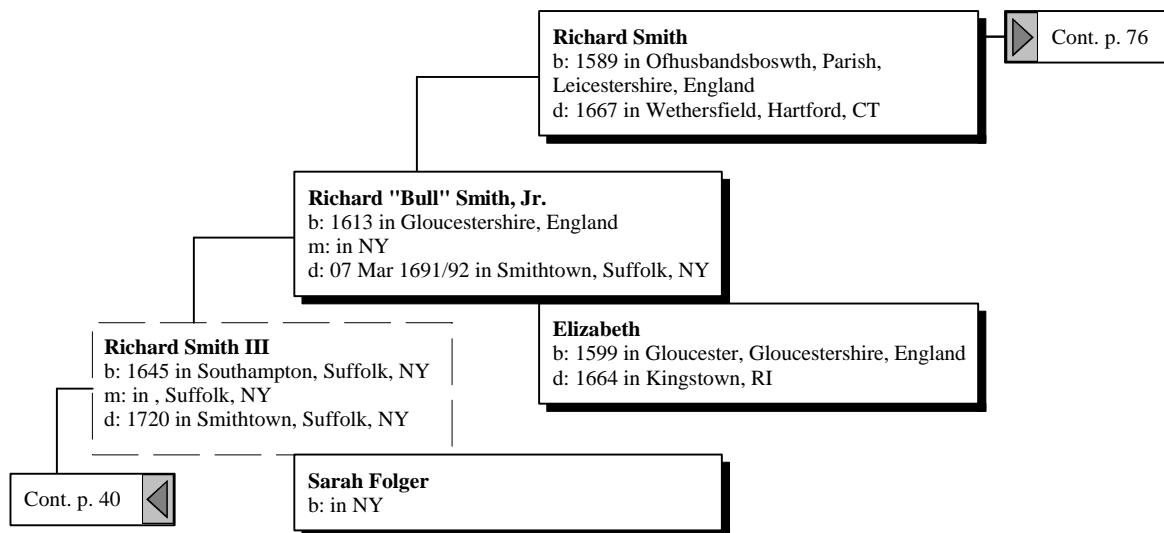 Richard Smith
b: 1589 in Ofhusbandsboswth, Parish,
Leicestershire, England
d: 1667 in Wethersfield, Hartford, CT
Cont. p. 76
Richard "Bull" Smith, Jr.
b: 1613 in Gloucestershire, England
m: in NY
d: 07 Mar 1691/92 in Smithtown, Suffolk, NY
Elizabeth
b: 1599 in Gloucester, Gloucestershire, England
d: 1664 in Kingstown, RI
Richard Smith III
b: 1645 in Southampton, Suffolk, NY
m: in , Suffolk, NY
d: 1720 in Smithtown, Suffolk, NY
Cont. p. 40
Sarah Folger
b: in NY